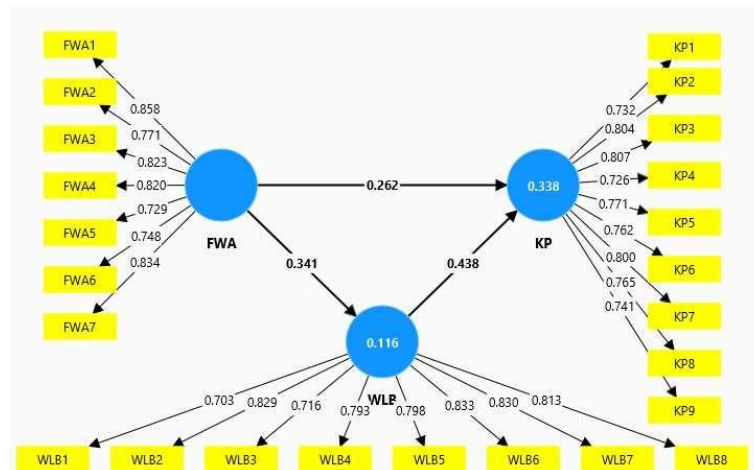 FWA1
FWA2
FWA3
FWA4
FWA5
FWA6
FWA7
0.858
0.771
0.823
0.820
0.729
0.748
0.834
FWA
0.262
0.341
0.438
0.338
KP
0.732
0.804
0.807
0.726
0.771
0.762
0.800
0.765
0.741
KP1
KP2
KP3
KP4
KP5
KP6
KP7
KP8
KP9
0.116
WLB
0.703
0.829
0.716
0.793
0.798
0.833
0.830
0.813
WLB1
WLB2
WLB3
WLB4
WLB5
WLB6
WLB7
WLB8